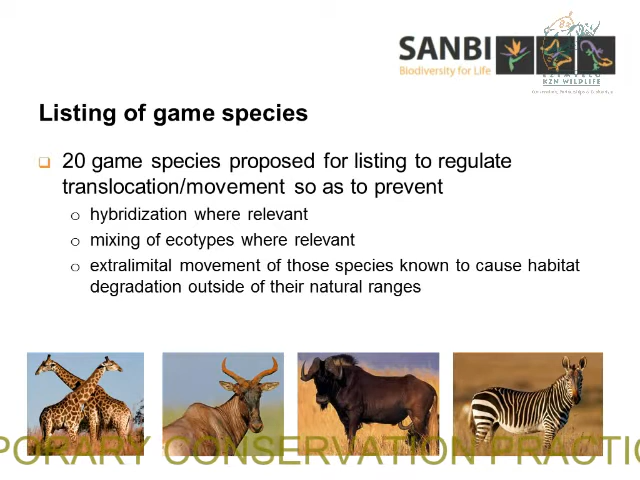 SANBI
Biodiversity for Life
KZN WILDLIFE
Listing of game species
20 game species proposed for listing to regulate
translocation/movement so as to prevent
hybridization where relevant
mixing of ecotypes where relevant
extralimital movement of those species known to cause habitat
degradation outside of their natural ranges
PORARY CONSERVATION PRACTIC